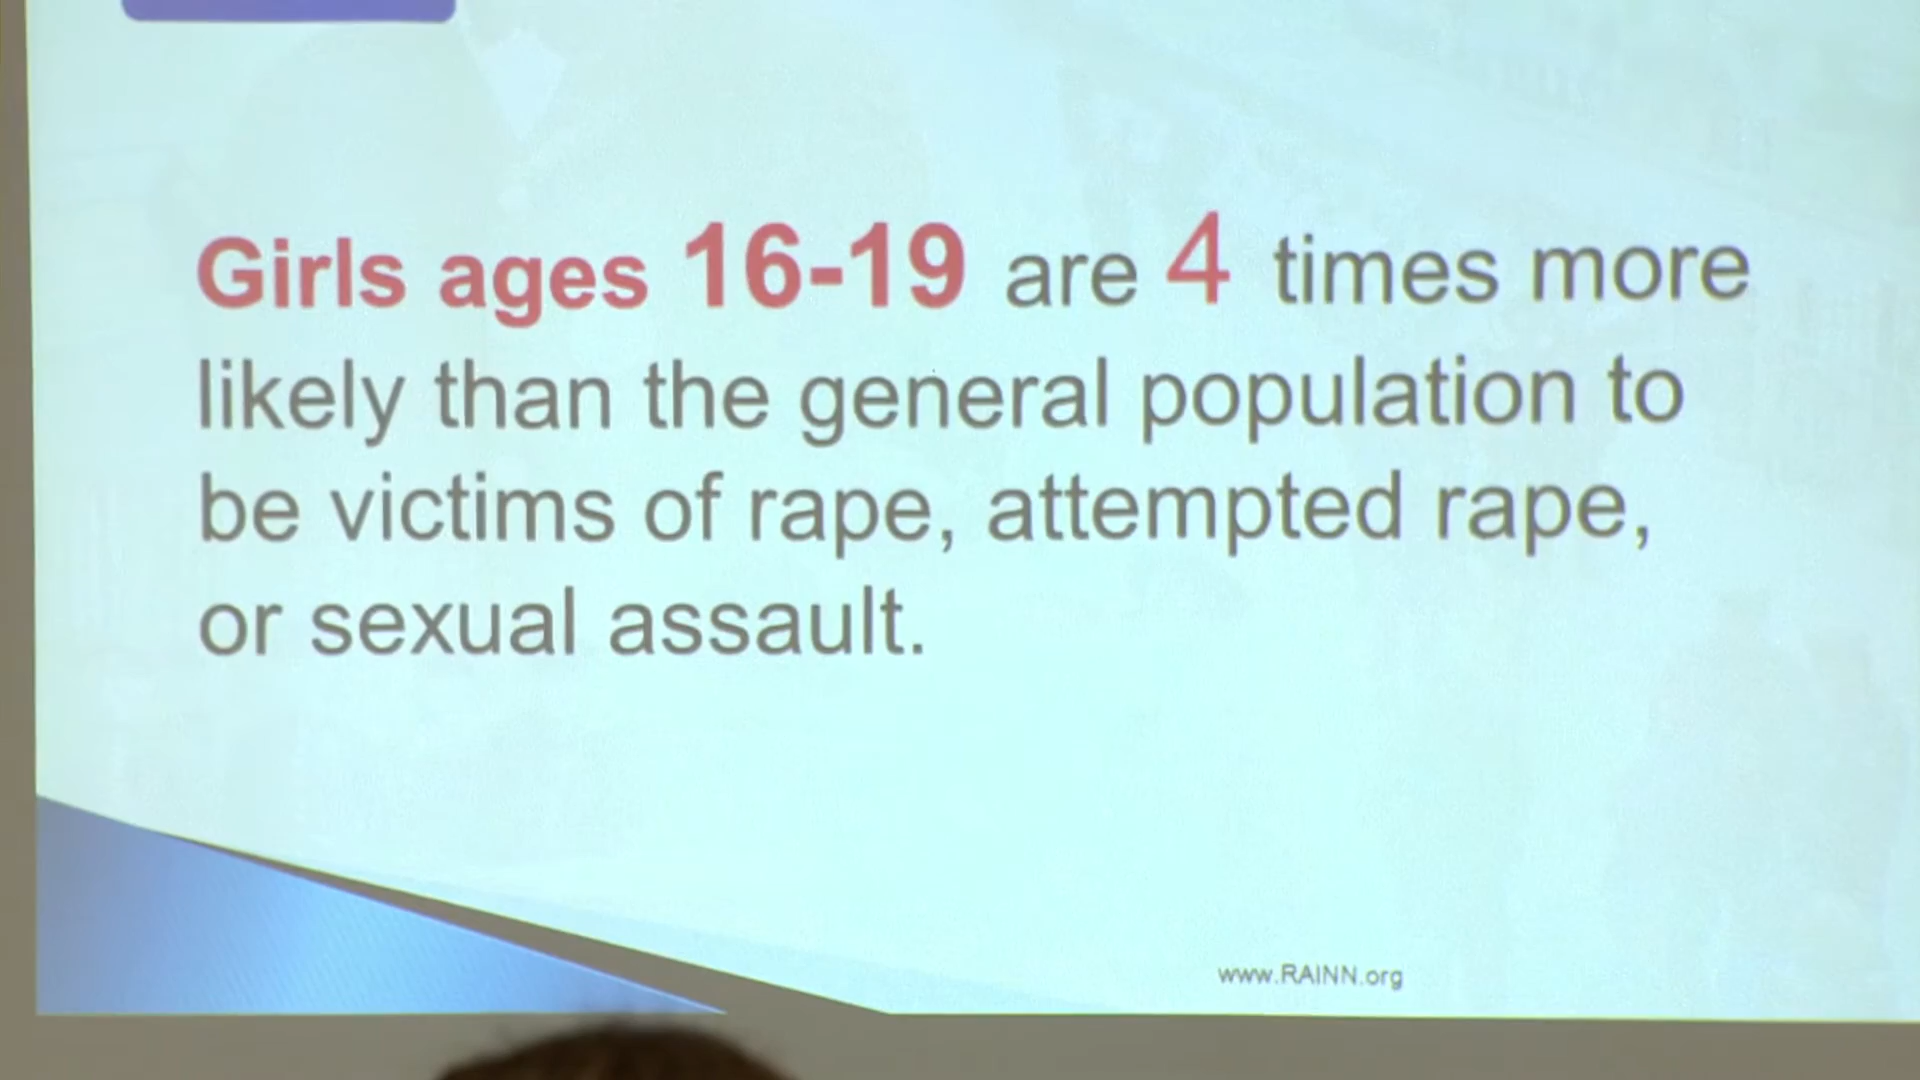 Girls ages 16-19 are 4 times more
likely than the general population to
be victims of rape, attempted rape,
or sexual assault.
www.RAINN.org